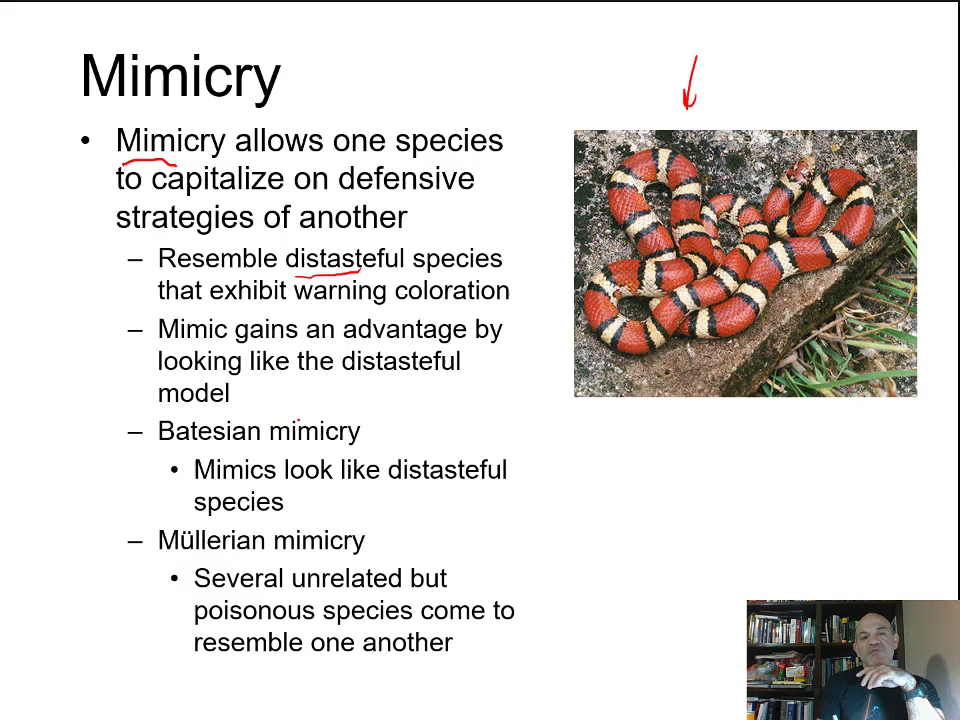 Mimicry
• Mimicry allows one species
to capitalize on defensive
strategies of another
– Resemble distasteful species
that exhibit warning coloration
– Mimic gains an advantage by
looking like the distasteful
model
– Batesian mimicry
• Mimics look like distasteful
species
– Müllerian mimicry
• Several unrelated but
poisonous species come to
resemble one another